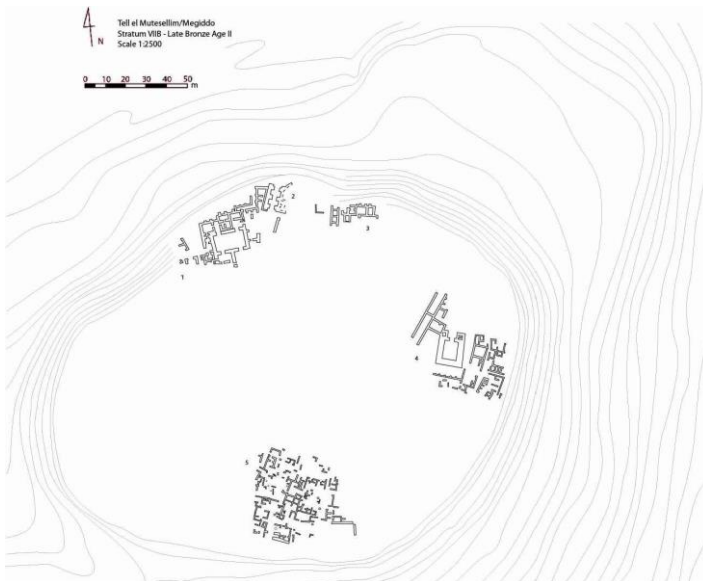 Tell el Mutesellim/Megiddo
Stratum VIIB - Late Bronze Age II
Scale 1:2500
N
0 10 20 30 40 50
m
2
3
1
4
5